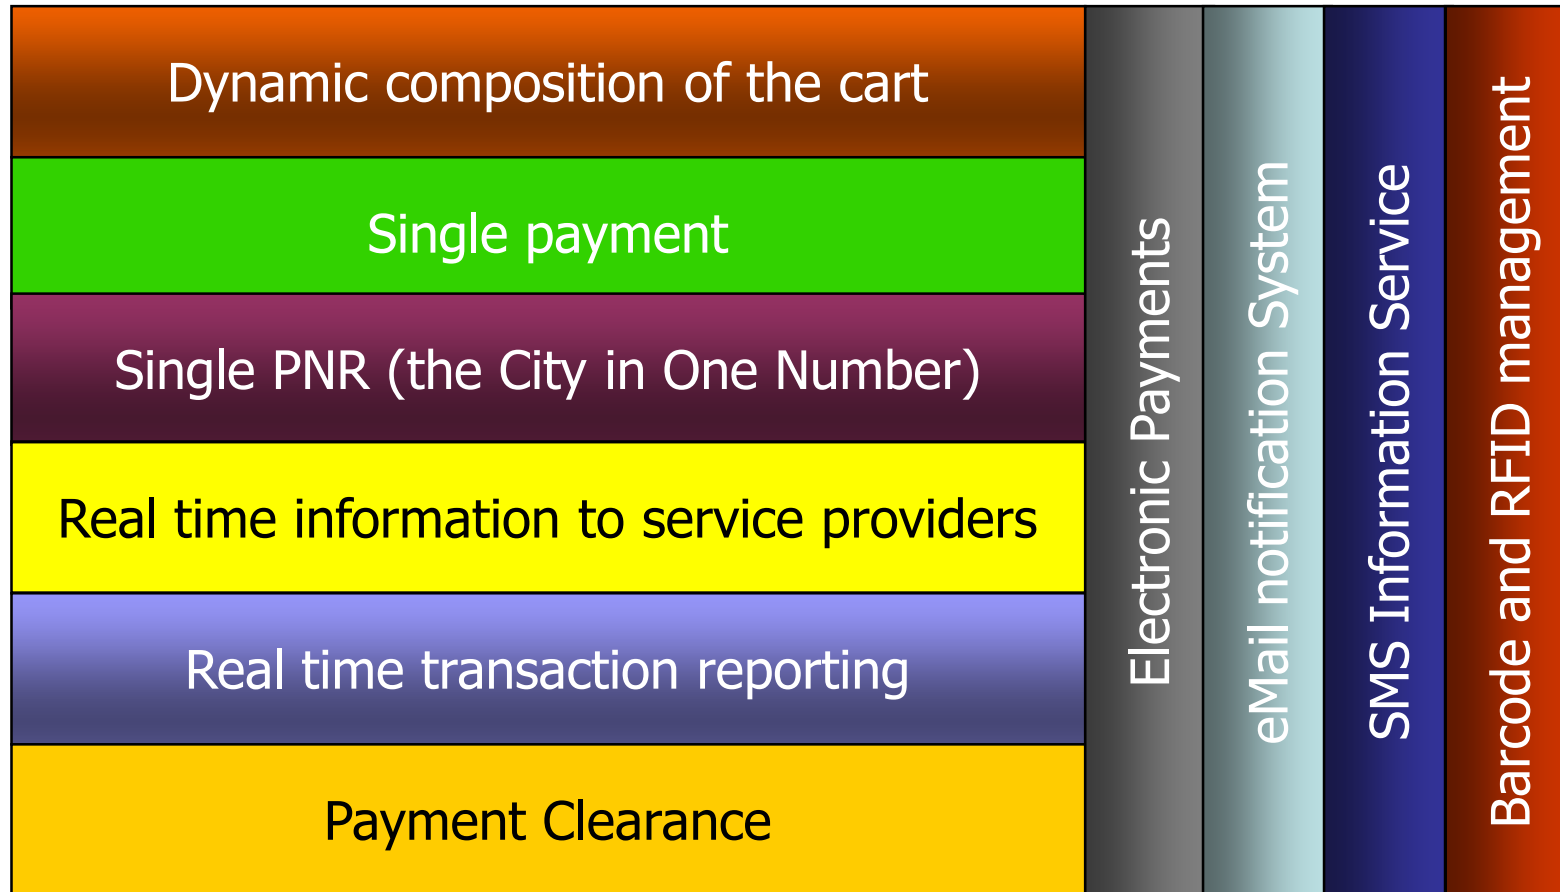 Dynamic composition of the cart
Single payment
Single PNR (the City in One Number)
Real time information to service providers
Real time transaction reporting
Payment Clearance
Electronic Payments
eMail notification System
SMS Information Service
Barcode and RFID management